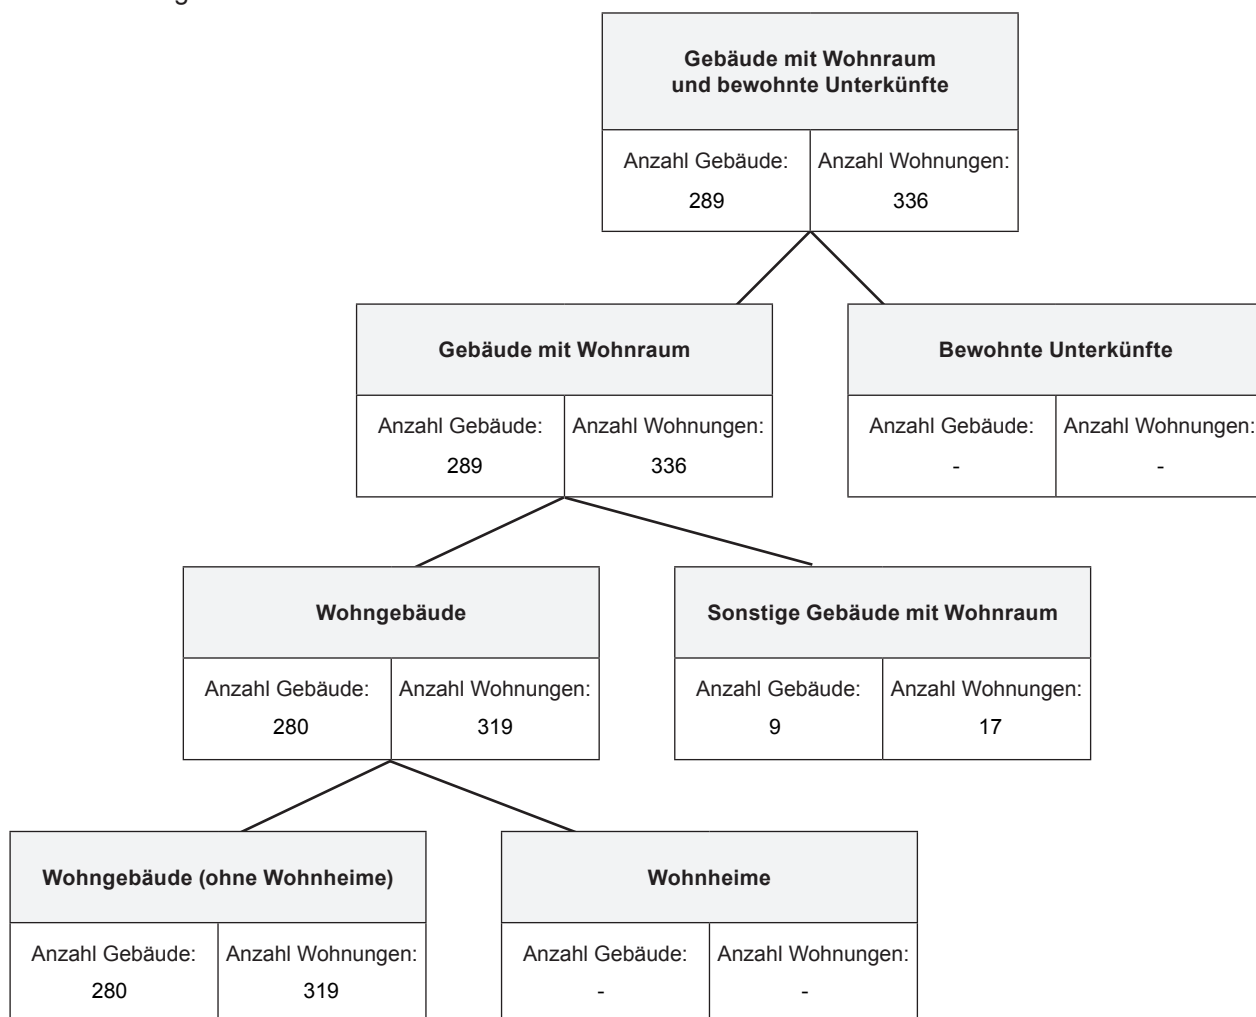 Gebäude mit Wohnraum
und bewohnte Unterkünfte
Anzahl Gebäude: Anzahl Wohnungen:
289 336
Gebäude mit Wohnraum
Anzahl Gebäude: Anzahl Wohnungen:
289 336
Bewohnte Unterkünfte
Anzahl Gebäude: Anzahl Wohnungen:
- -
Wohngebäude
Anzahl Gebäude: Anzahl Wohnungen:
280 319
Sonstige Gebäude mit Wohnraum
Anzahl Gebäude: Anzahl Wohnungen:
9 17
Wohngebäude (ohne Wohnheime)
Anzahl Gebäude: Anzahl Wohnungen:
280 319
Wohnheime
Anzahl Gebäude: Anzahl Wohnungen:
- -